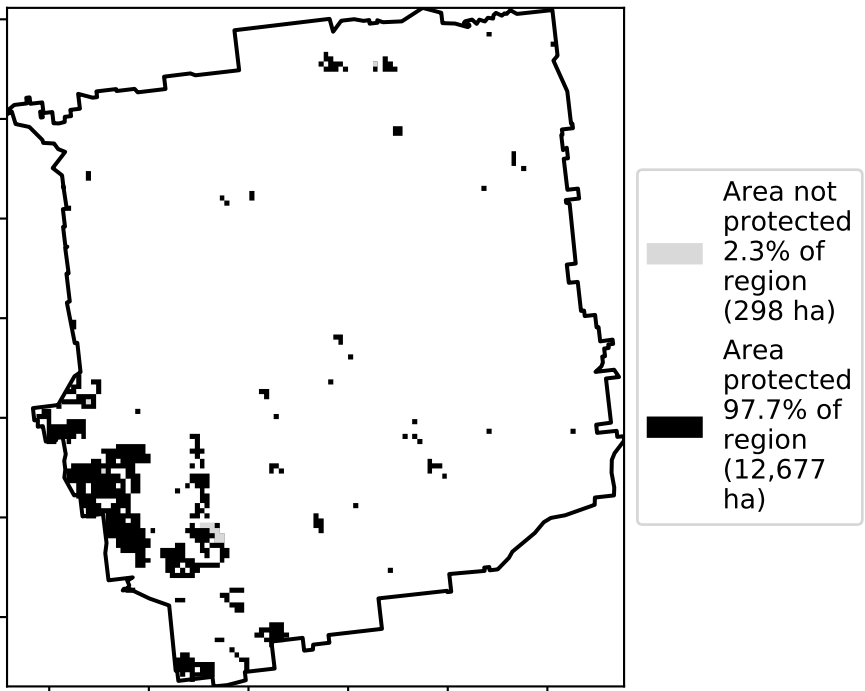 Area not
protected
2.3% of
region
(298 ha)
Area
protected
97.7% of
region
(12,677
ha)